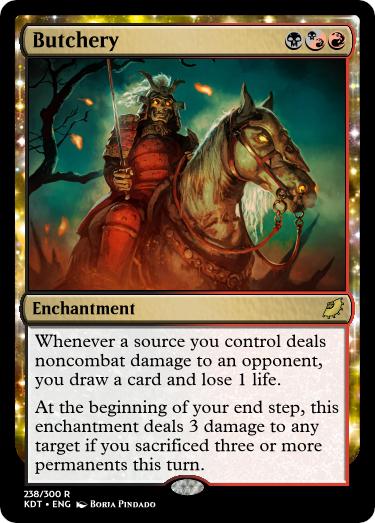 Butchery
Enchantment
Whenever a source you control deals
noncombat damage to an opponent,
you draw a card and lose 1 life.
At the beginning of your end step, this
enchantment deals 3 damage to any
target if you sacrificed three or more
permanents this turn.
238/300 R
KDT • ENG Borja Pindado